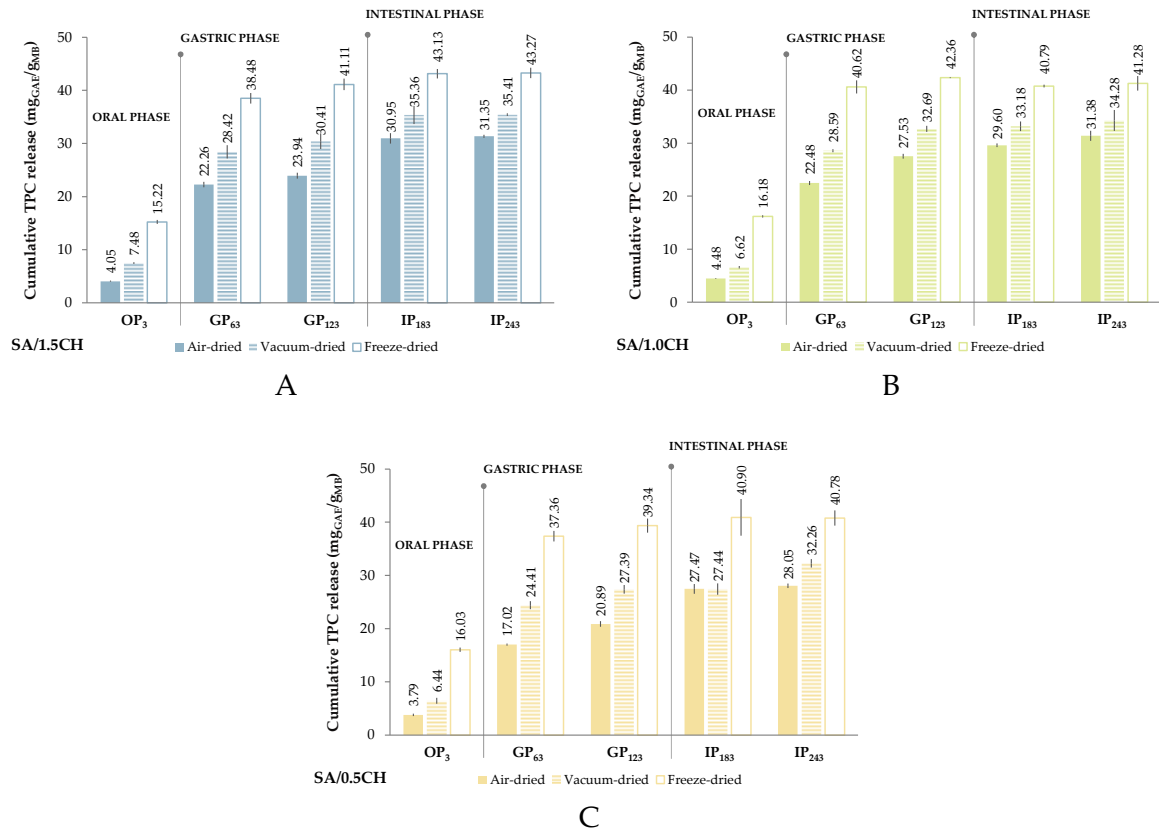 INTESTINAL PHASE
GASTRIC PHASE
ORAL PHASE
Cumulative TPC release (mgGAE/gMB)
50
40
30
20
10
0
4.05
7.48
15.22
22.26
28.42
38.48
23.94
30.41
41.11
30.95
35.36
43.13
31.35
35.41
43.27
OP3
GP63
GP123
IP183
IP243
SA/1.5CH
Air-dried Vacuum-dried Freeze-dried
A
INTESTINAL PHASE
GASTRIC PHASE
ORAL PHASE
Cumulative TPC release (mgGAE/gMB)
50
40
30
20
10
0
4.48
6.62
16.18
22.48
28.59
40.62
27.53
32.69
42.36
29.60
33.18
40.79
31.38
34.28
41.28
OP3
GP63
GP123
IP183
IP243
SA/1.0CH
Air-dried Vacuum-dried Freeze-dried
B
INTESTINAL PHASE
GASTRIC PHASE
ORAL PHASE
Cumulative TPC release (mgGAE/gMB)
50
40
30
20
10
0
3.79
6.44
16.03
17.02
24.41
37.36
20.89
27.39
39.34
27.47
27.44
40.90
28.05
32.26
40.78
OP3
GP63
GP123
IP183
IP243
SA/0.5CH
Air-dried Vacuum-dried Freeze-dried
C